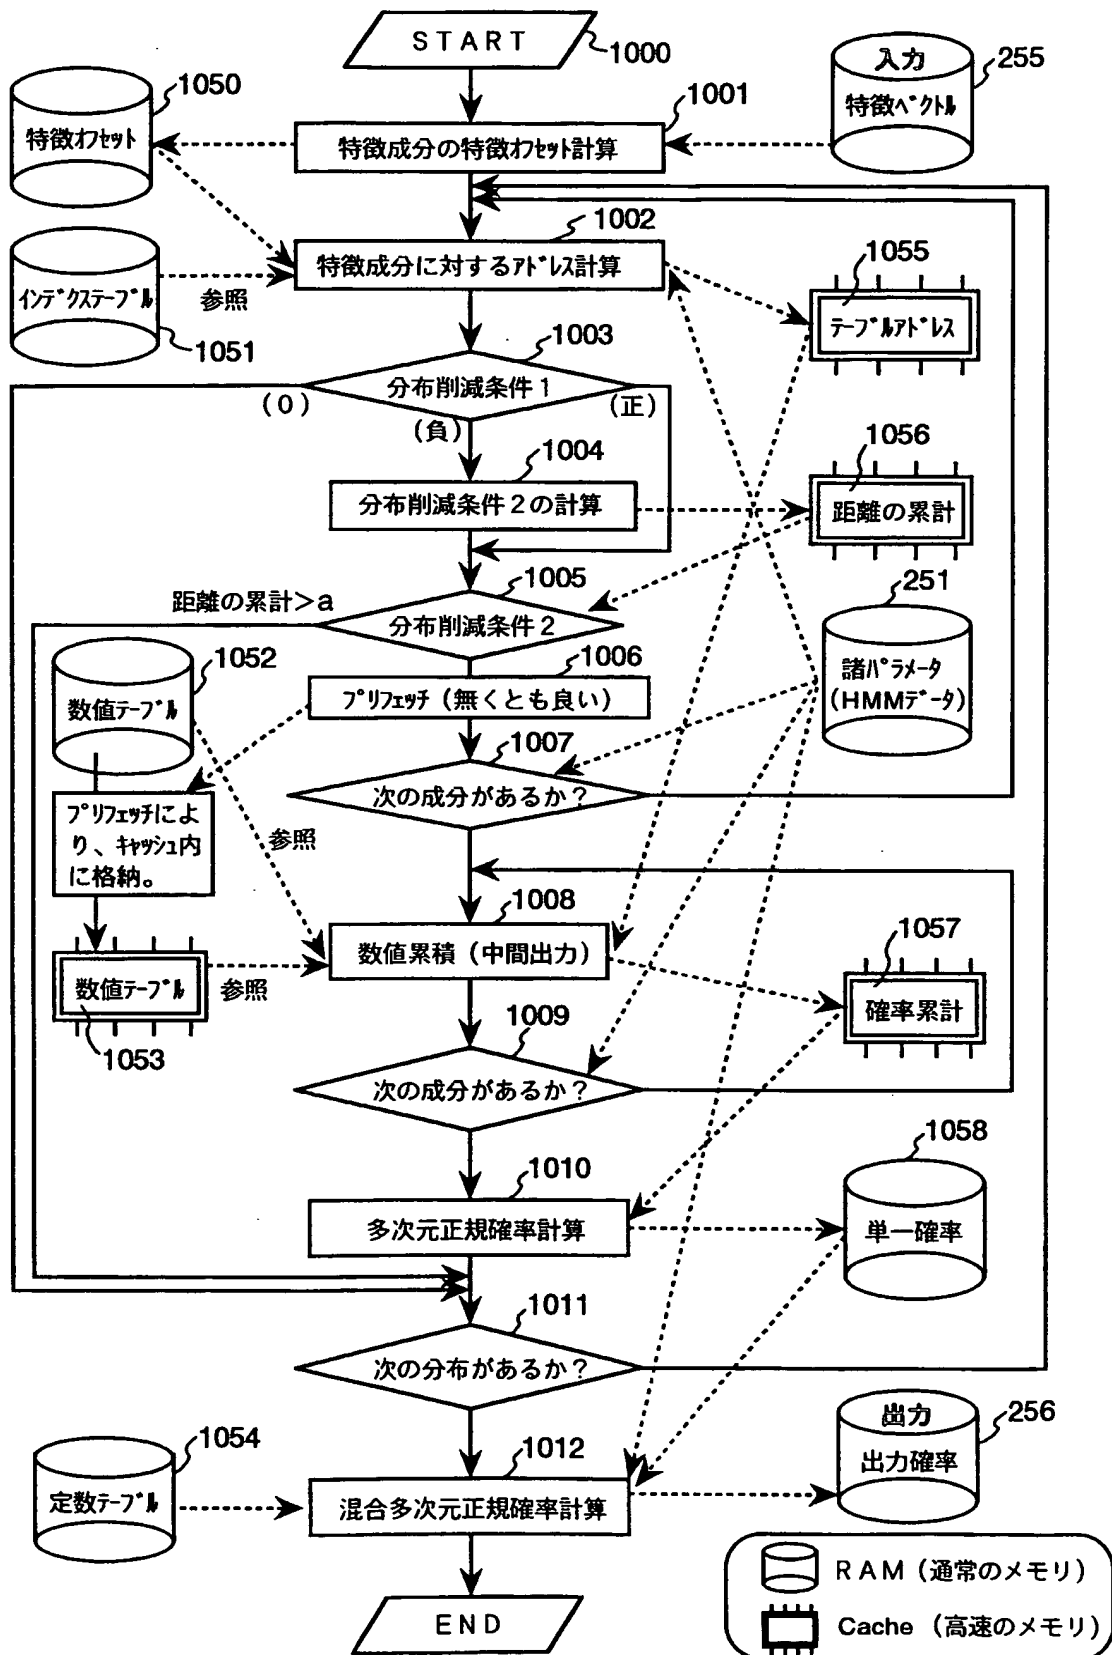 START
1000
入力
特徴ベクトル
255
1050
特徴オフセット
1001
特徴成分の特徴オフセット計算
1002
特徴成分に対するアドレス計算
インデクステーブル
参照
1051
1055
テーブルアドレス
1003
分布削減条件1
(0)
(負)
(正)
1004
分布削減条件2の計算
1056
距離の累計
1005
距離の累計>a
分布削減条件2
251
諸パラメータ
(HMMデータ)
1052
数値テーブル
1006
プリフェッチ(無くとも良い)
1007
次の成分があるか?
プリフェッチによ
り、キャッシュ内
に格納。
参照
1008
数値累積(中間出力)
数値テーブル
参照
1053
1057
確率累計
1009
次の成分があるか?
1010
多次元正規確率計算
1058
単一確率
1011
次の分布があるか?
1054
定数テーブル
1012
混合多次元正規確率計算
出力
出力確率
256
END
RAM(通常のメモリ)
Cache(高速のメモリ)